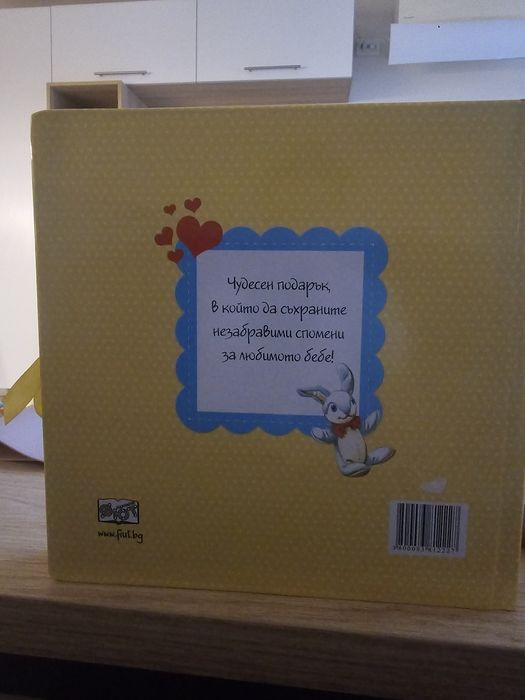 Чудесен подарък,
в който да съхраните
незабравими спомени
за любимото бебе!
www.fiut.bg